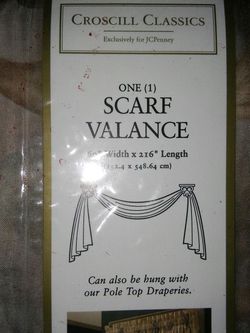 CROSCILL CLASSICS
Exclusively for JCPenney
ONE (1)
SCARF
VALANCE
Width x 216" Length
x 548.64 cm)
Can also be hung with
our Pole Top Draperies.